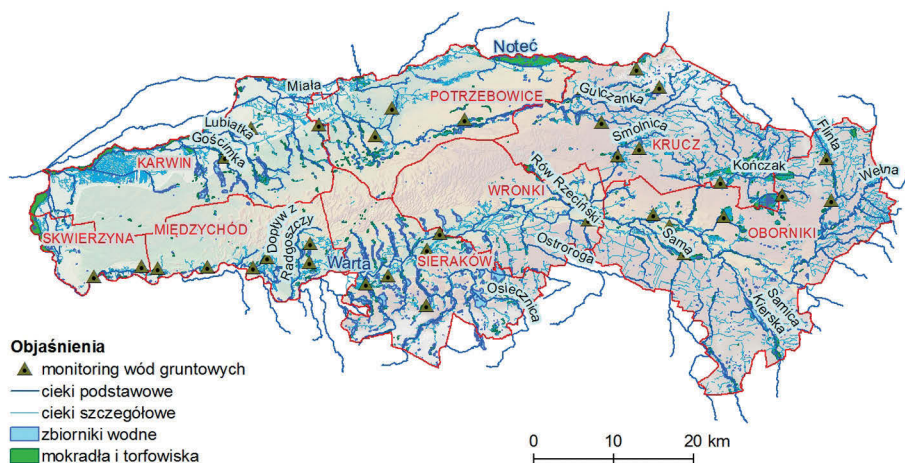 Noteć
Miała
POTRZEBOWICE
Gulczanka
Lubiatka
Gościmka
Smolnica
KRUCZ
Flinta
KARWIN
Kończak
Wełna
Rów Rzeciński
WRONKI
SKWIERZYNA
MIĘDZYCHÓD
Dopływ z
Radgoszczy
Warta
SIERAKÓW
Ostroga
Sama
OBORNIKI
Osiecznica
Samica
Kierska
Objaśnienia
monitoring wód gruntowych
cieki podstawowe
cieki szczegółowe
zbiorniki wodne
mokradła i torfowiska
0 10 20 km